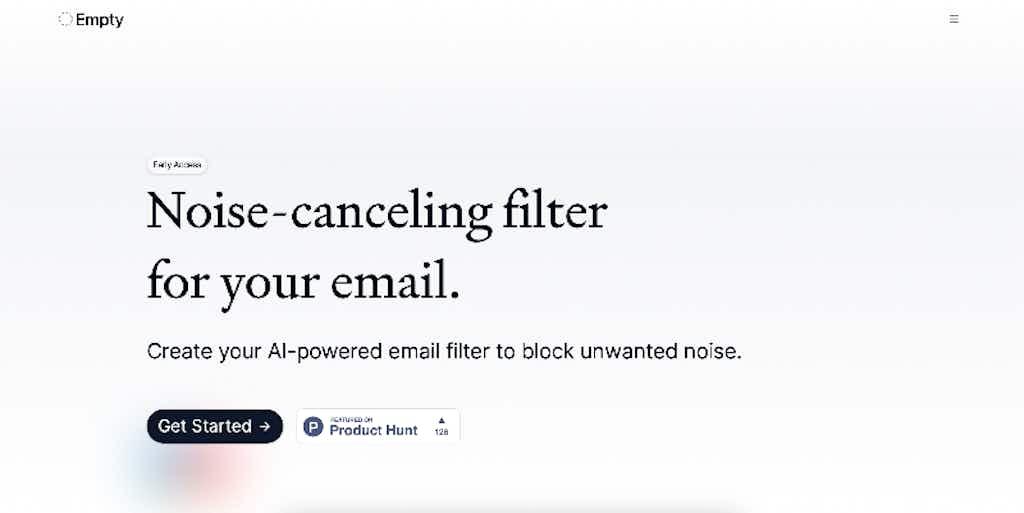 Empty
Early Access
Noise-canceling filter
for your email.
Create your AI-powered email filter to block unwanted noise.
Get Started →
P
FEATURED ON
Product Hunt
▲
126